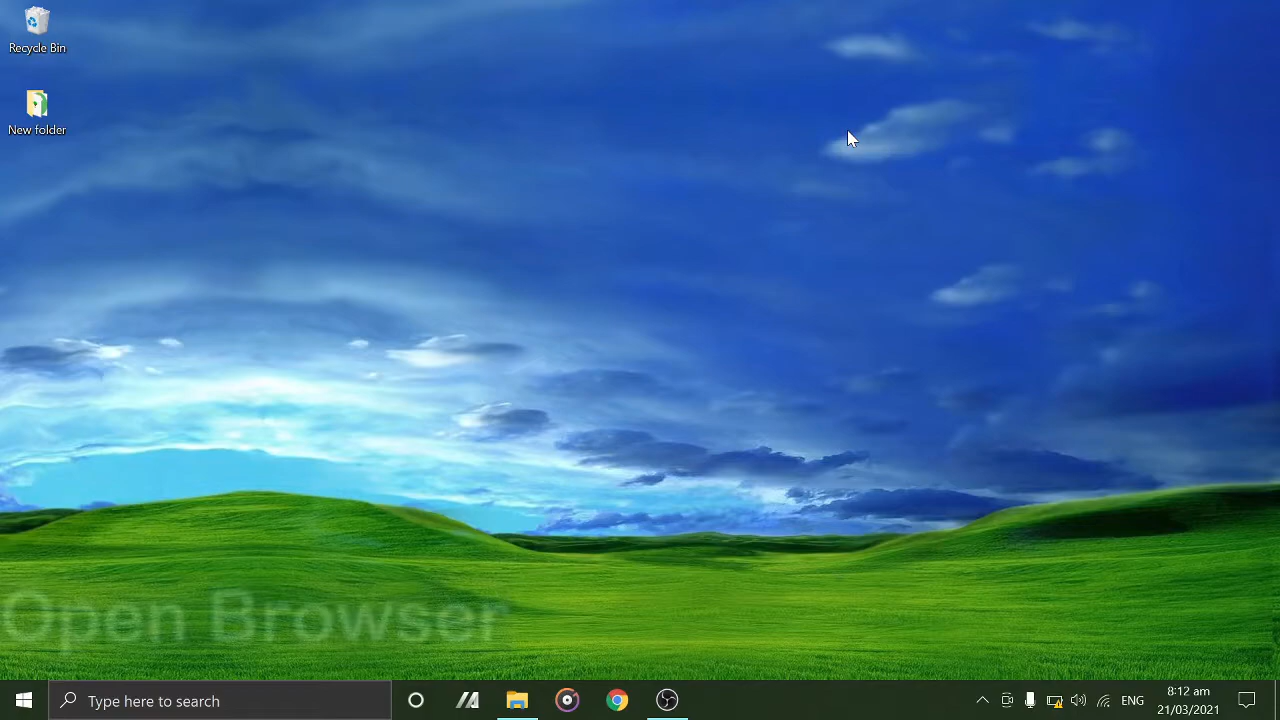 Recycle Bin
New folder
Open Browser
Type here to search
ENG
8:12 am
21/03/2021